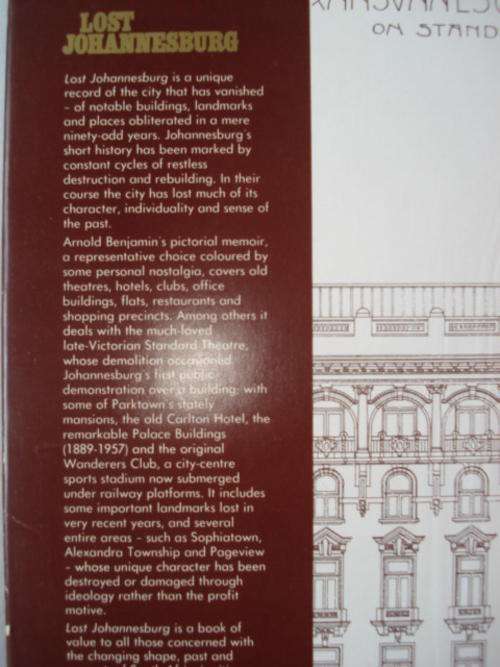 LOST
JOHANNESBURG
Lost Johannesburg is a unique
record of the city that has vanished
– of notable buildings, landmarks
and places obliterated in a mere
ninety-odd years. Johannesburg's
short history has been marked by
constant cycles of restless
destruction and rebuilding. In their
course the city has lost much of its
character, individuality and sense of
the past.
Arnold Benjamin's pictorial memoir,
a representative choice coloured by
some personal nostalgia, covers old
theatres, hotels, clubs, office
buildings, flats, restaurants and
shopping precincts. Among others it
deals with the much-loved
late-Victorian Standard Theatre,
whose demolition occasioned
Johannesburg's first public
demonstration over a building; with
some of Parktown's stately
mansions, the old Carlton Hotel, the
remarkable Palace Buildings
(1889-1957) and the original
Wanderers Club, a city-centre
sports stadium now submerged
under railway platforms. It includes
some important landmarks lost in
very recent years, and several
entire areas – such as Sophiatown,
Alexandra Township and Pageview
– whose unique character has been
destroyed or damaged through
ideology rather than the profit
motive.
Lost Johannesburg is a book of
value to all those concerned with
the changing shape, past and
ON STAND